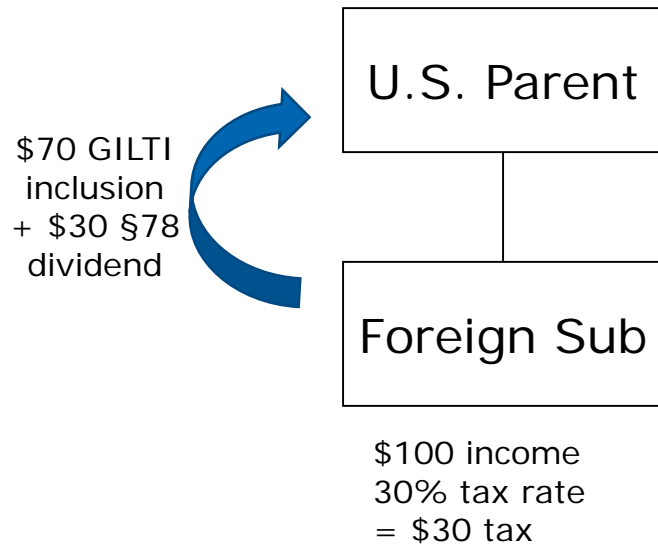 U.S. Parent
$70 GILTI
inclusion
+ $30 §78
dividend
Foreign Sub
$100 income
30% tax rate
= $30 tax